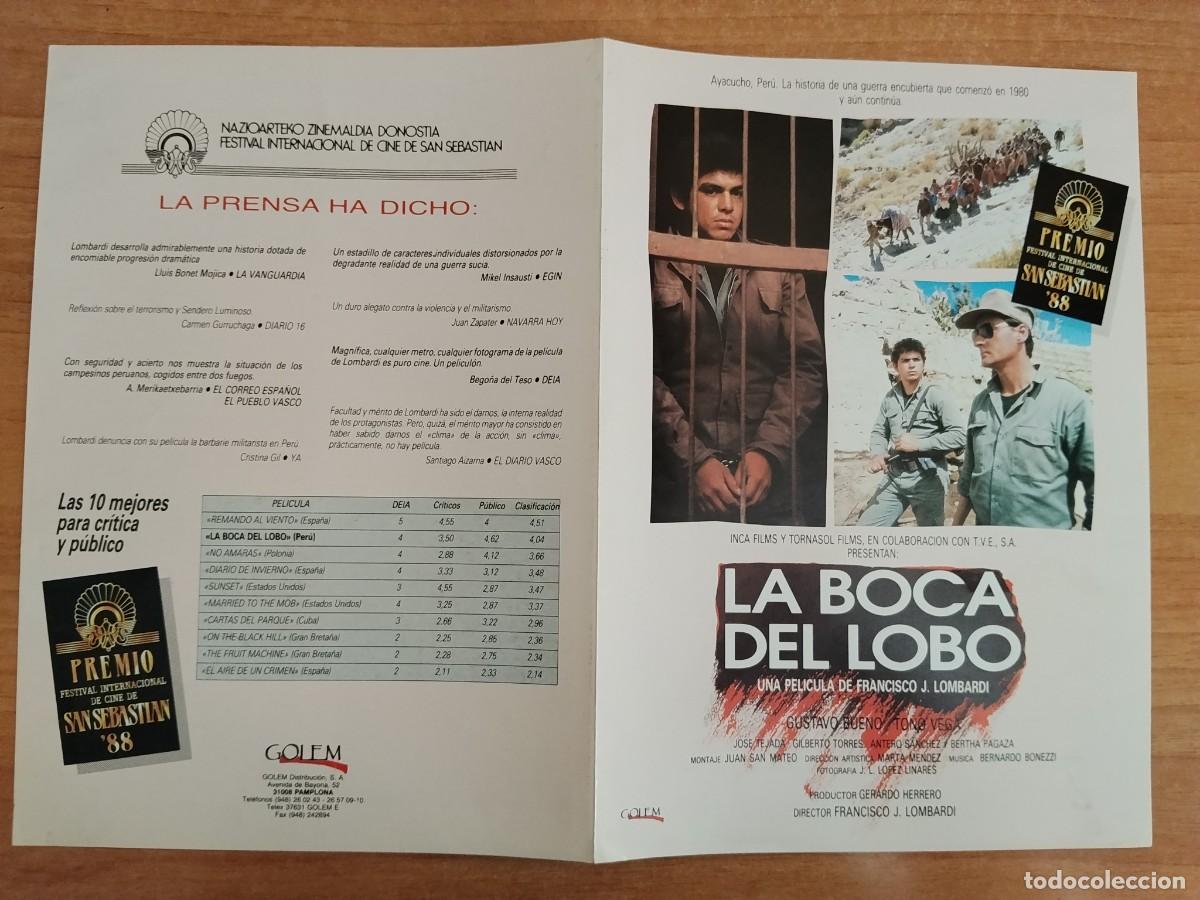 NAZIOARTEKO ZINEMALDIA DONOSTIA
FESTIVAL INTERNACIONAL DE CINE DE SAN SEBASTIAN
LA PRENSA HA DICHO:
Lombardi desarrolla admirablemente una historia dotada de
encomiable progresión dramática
Lluis Bonet Mojica • LA VANGUARDIA
Reflexión sobre el terrorismo y Sendero Luminoso.
Carmen Gurruchaga • DIARIO 16
Con seguridad y acierto nos muestra la situación de los
campesinos peruanos, cogidos entre dos fuegos.
A. Merikaetxebarria • EL CORREO ESPAÑOL
EL PUEBLO VASCO
Lombardi denuncia con su película la barbarie militarista en Perú.
Cristina Gil • YA
Un estadillo de caracteres individuales distorsionados por la
degradante realidad de una guerra sucia.
Mikel Insausti • EGIN
Un duro alegato contra la violencia y el militarismo.
Juan Zapater • NAVARRA HOY
Magnífica, cualquier metro, cualquier fotograma de la película
de Lombardi es puro cine. Un peliculón.
Begoña del Teso • DEIA
Facultad y mérito de Lombardi ha sido el darnos, la interna realidad
de los protagonistas. Pero, quizá, el mérito mayor ha consistido en
haber sabido darnos el «clima» de la acción, sin «clima»,
prácticamente, no hay película.
Santiago Aizarna • EL DIARIO VASCO
Las 10 mejores
para crítica
y público
PELICULA DEIA Críticos Público Clasificación
«REMANDO AL VIENTO» (España) 5 4,55 4 4,51
«LA BOCA DEL LOBO» (Perú) 4 3,50 4,62 4,04
«NO AMARAS» (Polonia) 4 2,88 4,12 3,66
«DIARIO DE INVIERNO» (España) 4 3,33 3,12 3,48
«SUNSET» (Estados Unidos) 3 4,55 2,87 3,47
«MARRIED TO THE MOB» (Estados Unidos) 4 3,25 2,87 3,37
«CARTAS DEL PARQUE» (Cuba) 3 2,66 3,22 2,96
«ON THE BLACK HILL» (Gran Bretaña) 2 2,25 2,85 2,36
«THE FRUIT MACHINE» (Gran Bretaña) 2 2,28 2,75 2,34
«EL AIRE DE UN CRIMEN» (España) 2 2,11 2,33 2,14
PREMIO
FESTIVAL INTERNACIONAL
DE CINE DE
SAN SEBASTIAN
'88
GOLEM
GOLEM Distribución, S. A.
Avenida de Bayona, 52
31008 PAMPLONA
Teléfonos (948) 26 02 43 - 26 57 09-10
Telex 37631 GOLEM E
Fax (948) 242894
Ayacucho, Perú. La historia de una guerra encubierta que comenzó en 1980
y aún continúa.
PREMIO
FESTIVAL INTERNACIONAL
DE CINE DE
SAN SEBASTIAN
'88
INCA FILMS Y TORNASOL FILMS, EN COLABORACION CON T.V.E., S.A.
PRESENTAN:
LA BOCA
DEL LOBO
UNA PELICULA DE FRANCISCO J. LOMBARDI
GUSTAVO BUENO TOÑO VEGA
JOSE TEJADA GILBERTO TORRES ANTERO SANCHEZ Y BERTHA PAGAZA
MONTAJE JUAN SAN MATEO DIRECCIÓN ARTISTICA MARTA MENDEZ MUSICA BERNARDO BONEZZI
FOTOGRAFIA J. L. LOPEZ LINARES
PRODUCTOR GERARDO HERRERO
DIRECTOR FRANCISCO J. LOMBARDI
GOLEM
todocoleccion